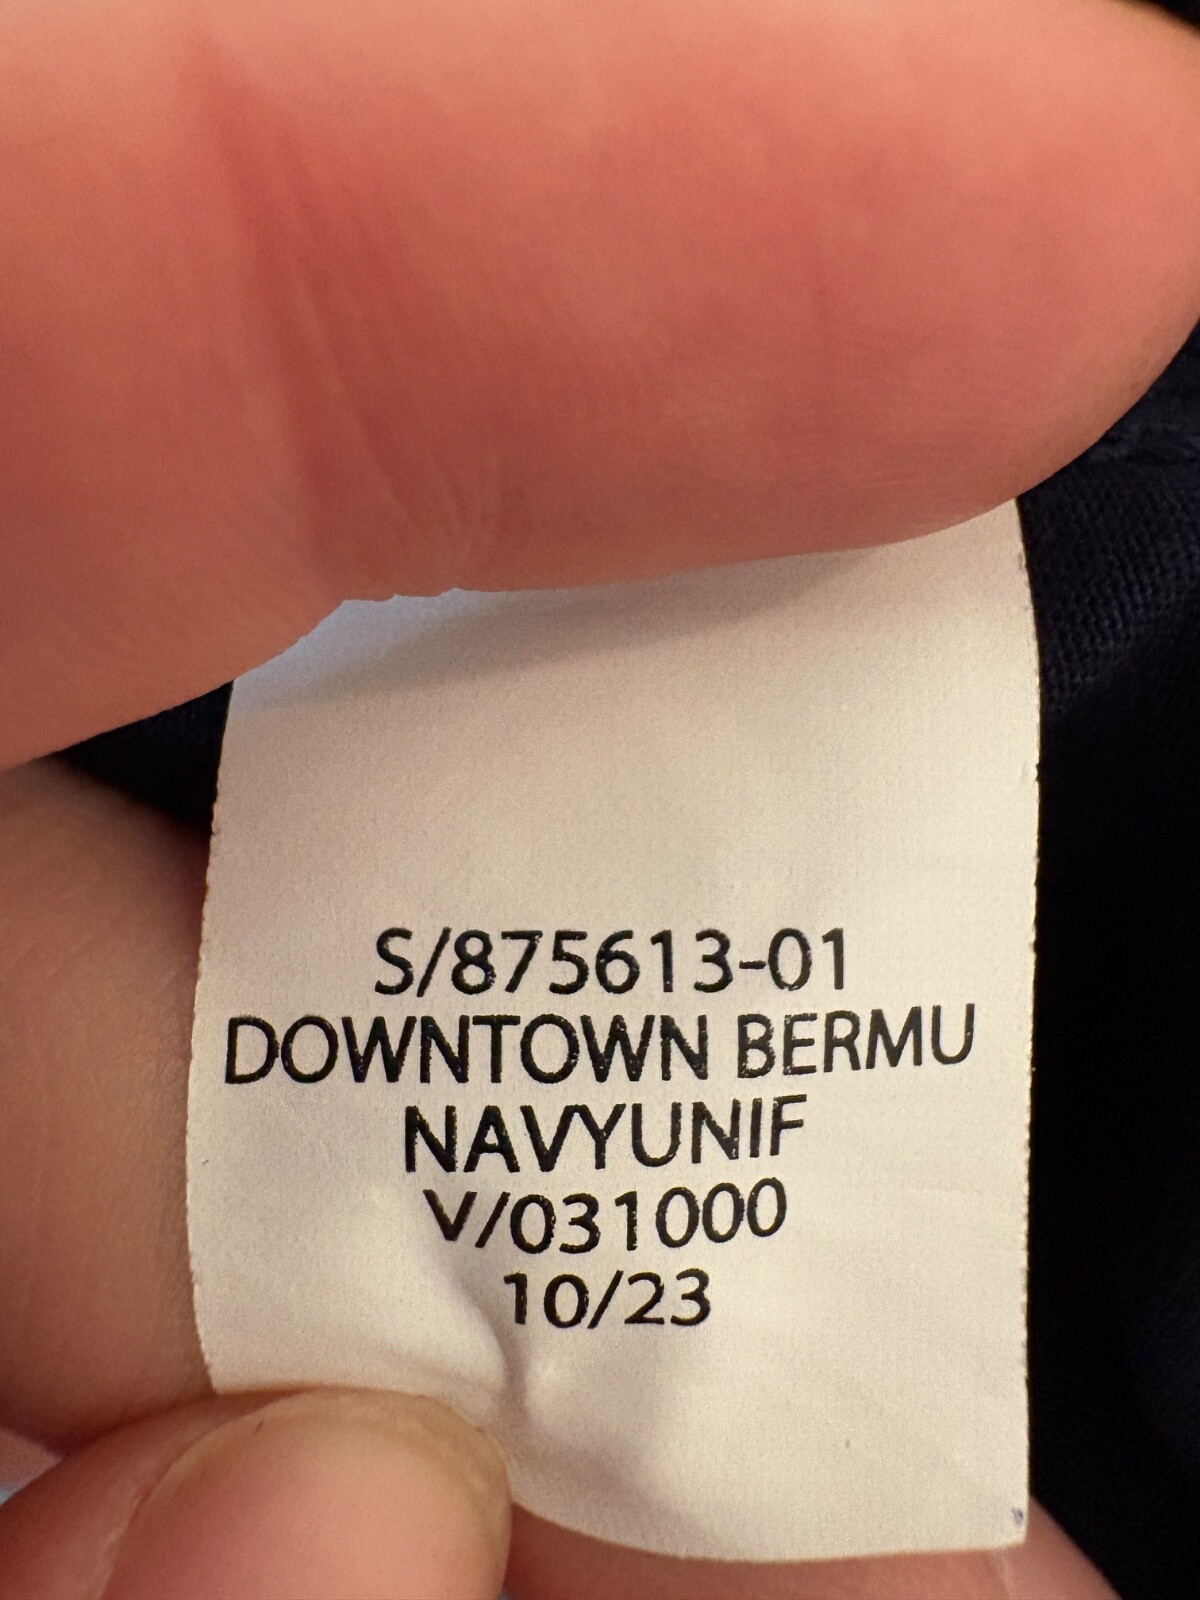 S/875613-01
DOWNTOWN BERMU
NAVYUNIF
V/031000
10/23